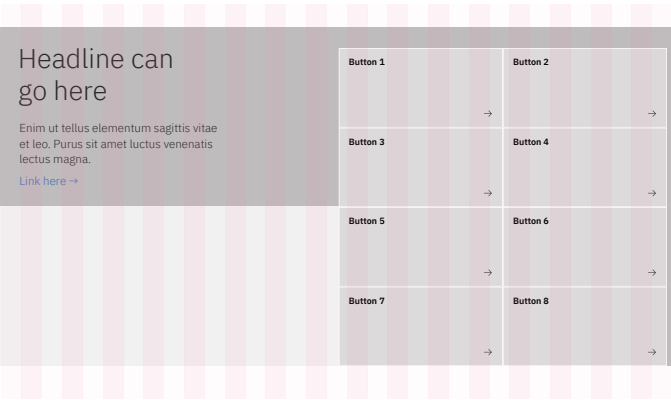 Headline can
go here
Enim ut tellus elementum sagittis vitae
et leo. Purus sit amet luctus venenatis
lectus magna.
Link here →
Button 1
→
Button 2
→
Button 3
→
Button 4
→
Button 5
→
Button 6
→
Button 7
→
Button 8
→